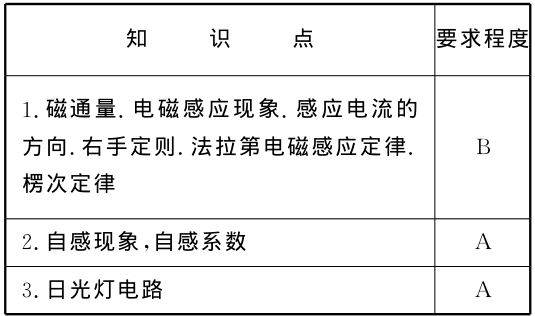 知 识 点 要求程度
1. 磁通量. 电磁感应现象. 感应电流的
方向. 右手定则. 法拉第电磁感应定律.
楞次定律
B
2. 自感现象,自感系数 A
3. 日光灯电路 A